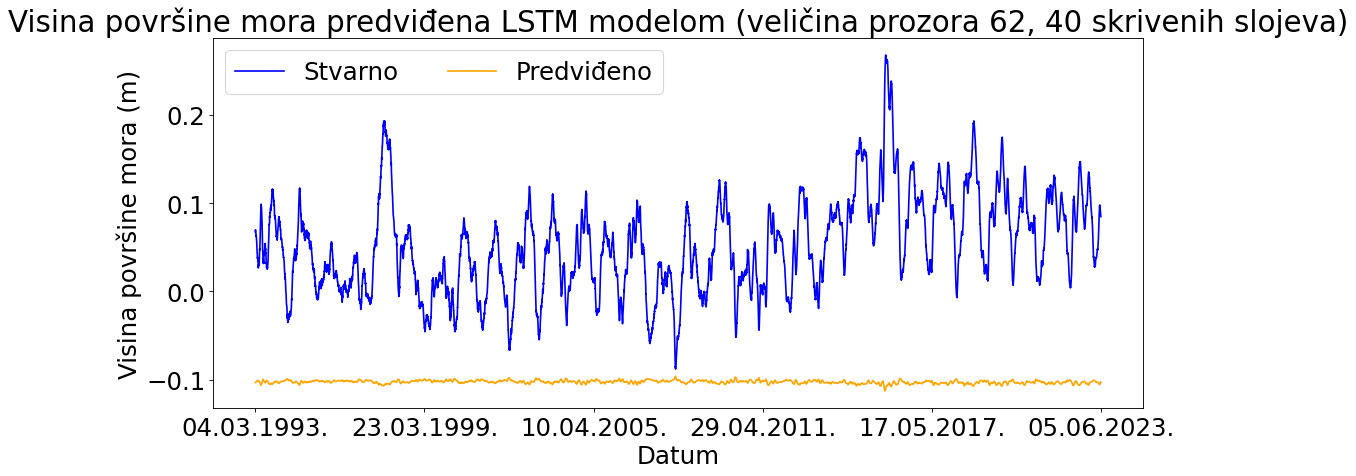 Visina površine mora predviđena LSTM modelom (veličina prozora 62, 40 skrivenih slojeva)
Stvarno Predviđeno
Visina površine mora (m)
0.2
0.1
0.0
−0.1
04.03.1993. 23.03.1999. 10.04.2005. 29.04.2011. 17.05.2017. 05.06.2023.
Datum